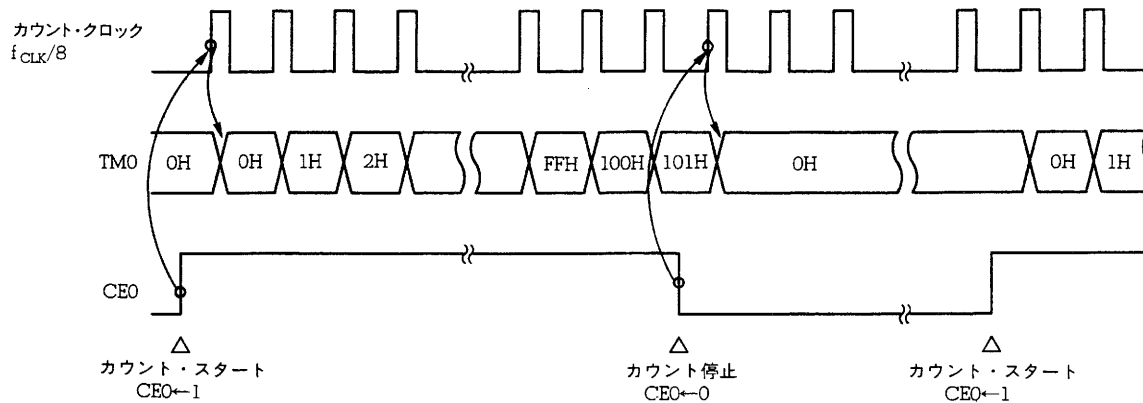 カウント・クロック
fCLK/8
TM0 0H 0H 1H 2H FFH 100H 101H 0H 0H 1H
CE0
カウント・スタート
CE0←1
カウント停止
CE0←0
カウント・スタート
CE0←1